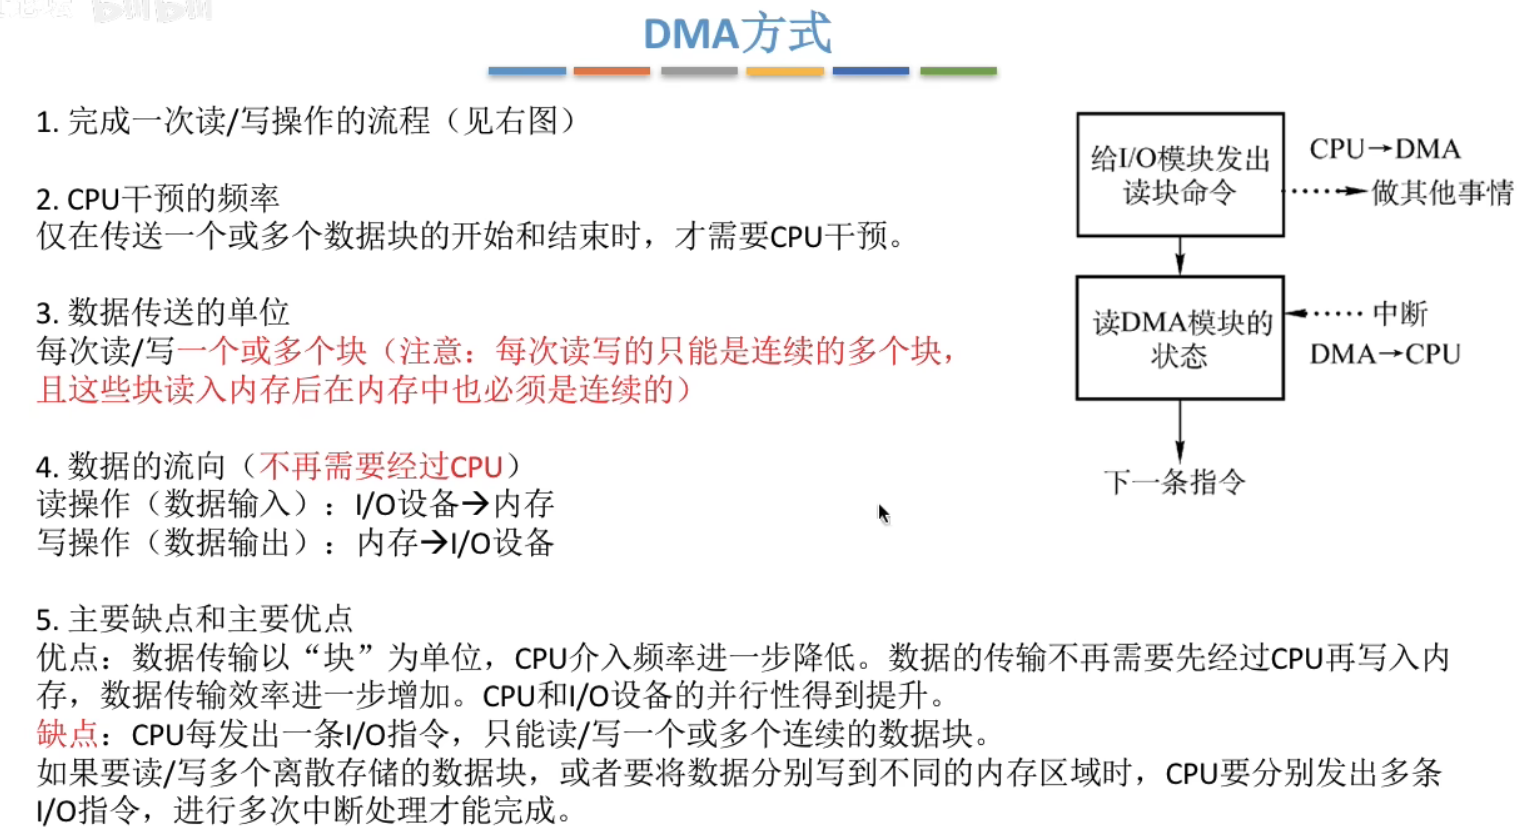 DMA方式
1. 完成一次读/写操作的流程（见右图）
2. CPU干预的频率
仅在传送一个或多个数据块的开始和结束时，才需要CPU干预。
3. 数据传送的单位
每次读/写一个或多个块（注意：每次读写的只能是连续的多个块，
且这些块读入内存后在内存中也必须是连续的）
4. 数据的流向（不再需要经过CPU）
读操作（数据输入）：I/O设备→内存
写操作（数据输出）：内存→I/O设备
5. 主要缺点和主要优点
优点：数据传输以“块”为单位，CPU介入频率进一步降低。数据的传输不再需要先经过CPU再写入内
存，数据传输效率进一步增加。CPU和I/O设备的并行性得到提升。
缺点：CPU每发出一条I/O指令，只能读/写一个或多个连续的数据块。
如果要读/写多个离散存储的数据块，或者要将数据分别写到不同的内存区域时，CPU要分别发出多条
I/O指令，进行多次中断处理才能完成。
给I/O模块发出
读块命令
CPU→DMA
做其他事情
读DMA模块的
状态
中断
DMA→CPU
下一条指令